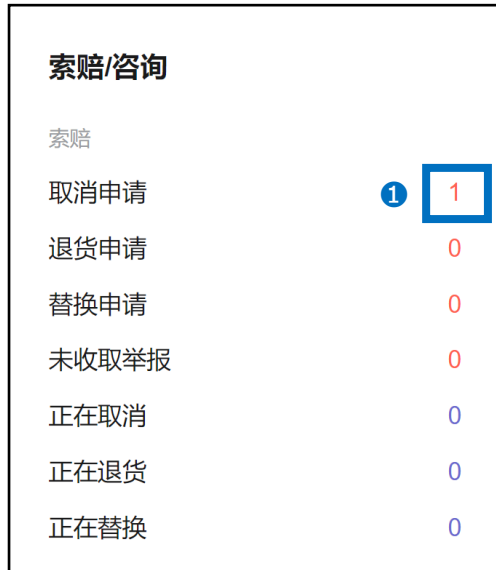 索赔/咨询
索赔
取消申请 ❶ 1
退货申请 0
替换申请 0
未收取举报 0
正在取消 0
正在退货 0
正在替换 0